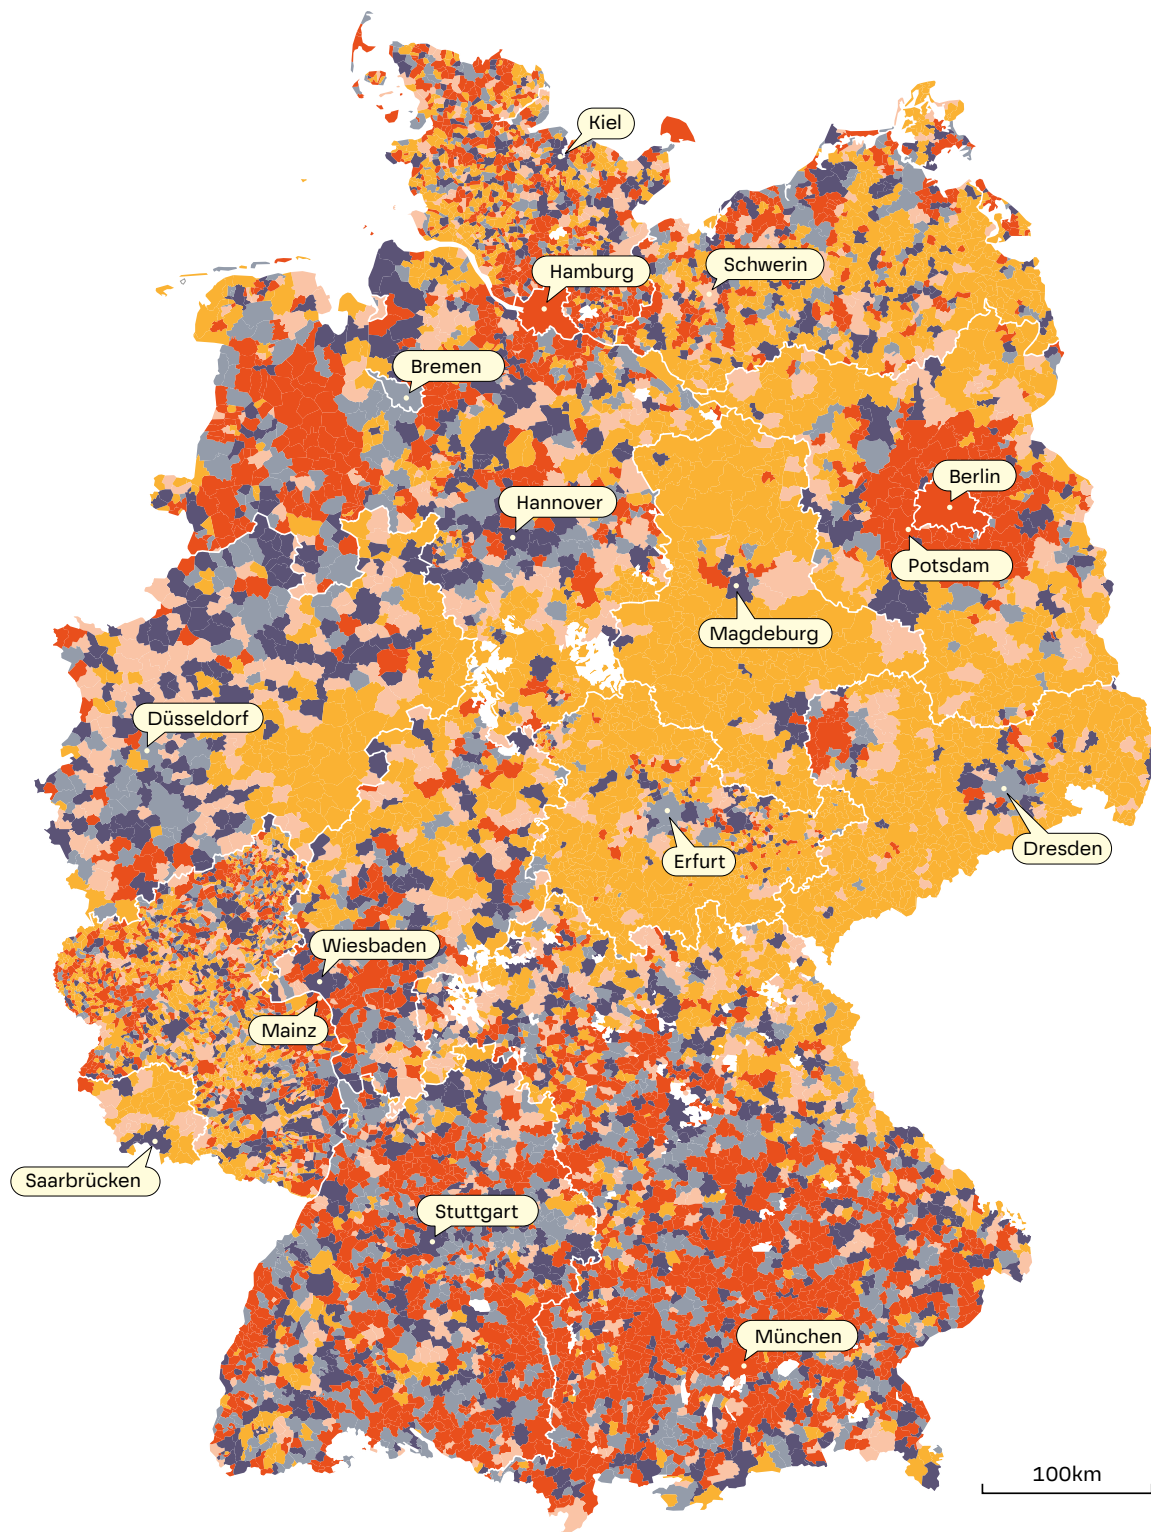 Kiel
Schwerin
Hamburg
Bremen
Berlin
Hannover
Potsdam
Magdeburg
Düsseldorf
Dresden
Erfurt
Wiesbaden
Mainz
Saarbrücken
Stuttgart
München
100km